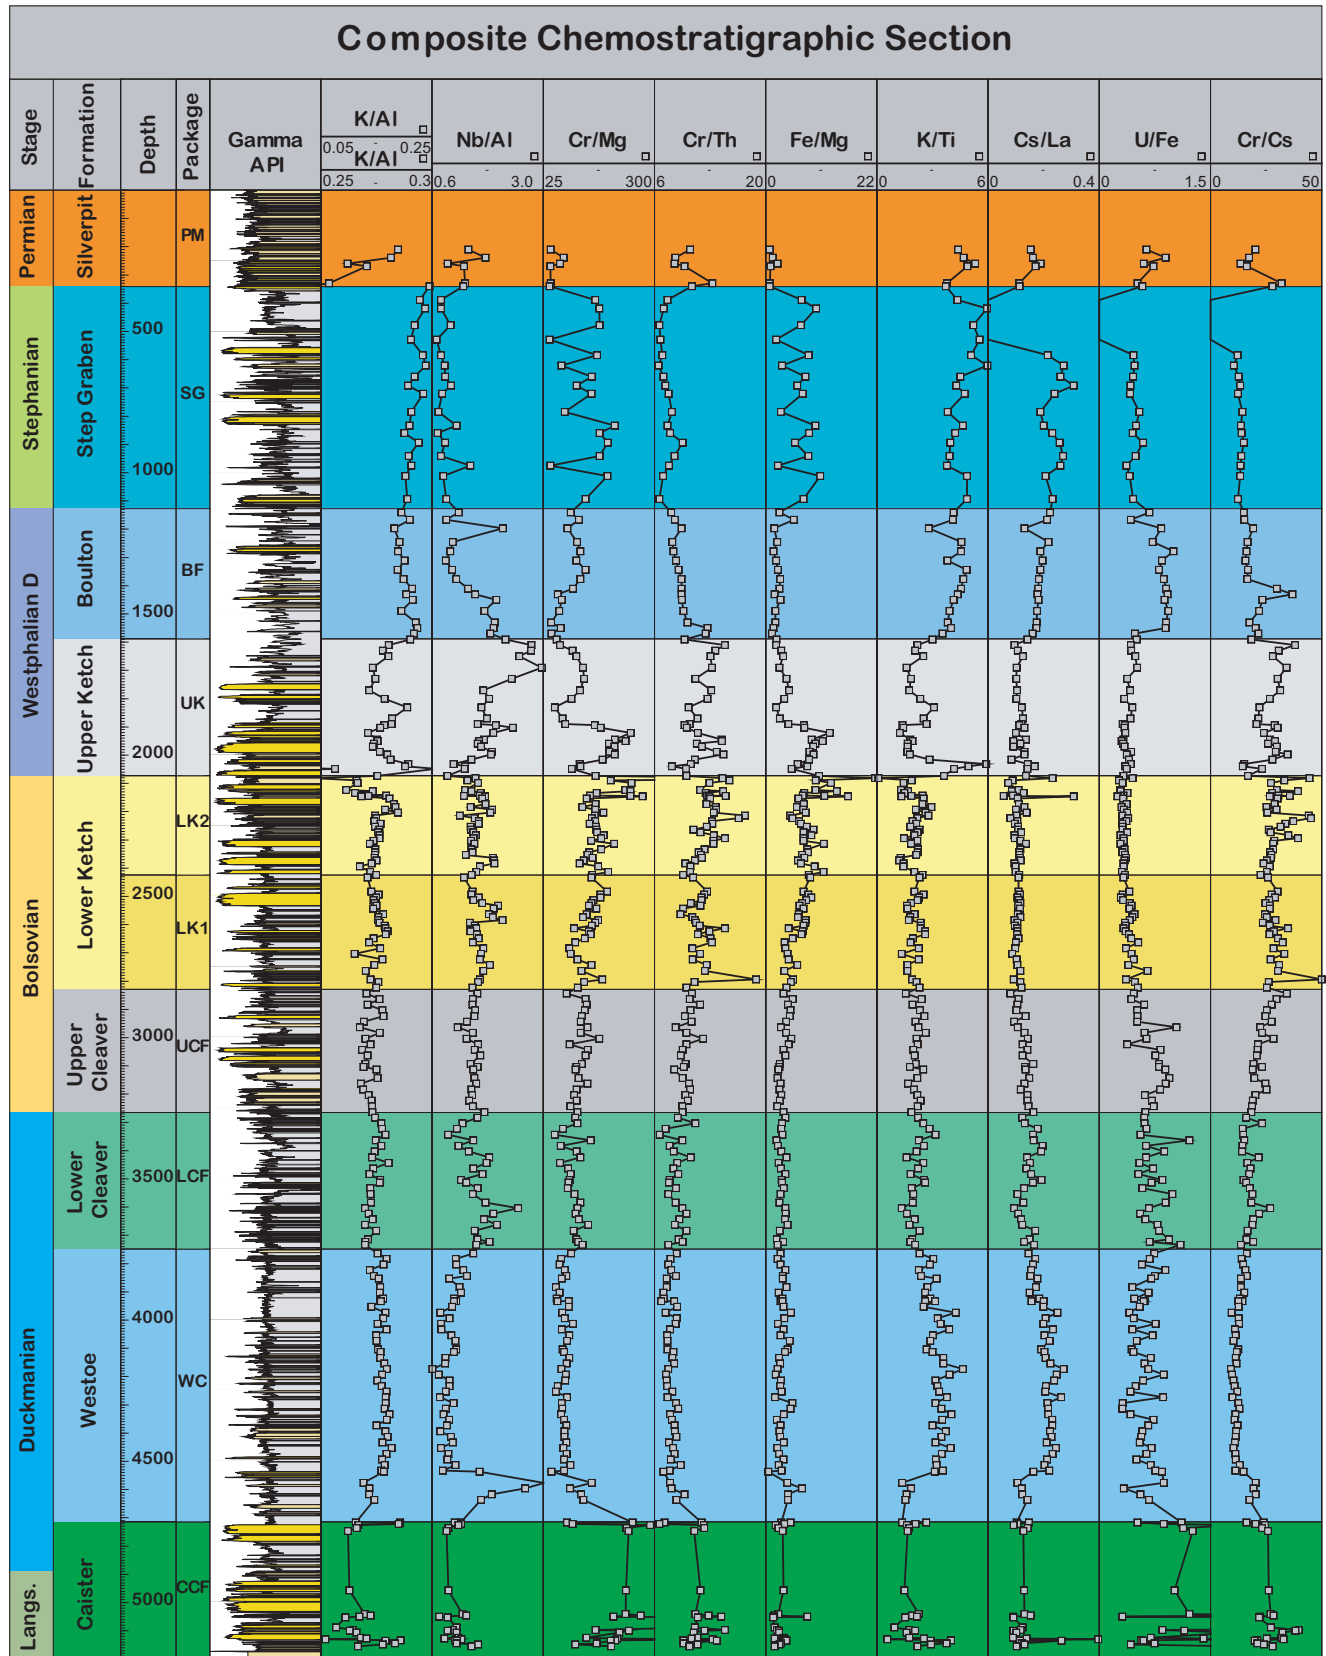 Composite Chemostratigraphic Section
Stage
Formation
Depth
Package
Gamma
API
K/Al
0.05 - 0.25
K/Al
0.25 - 0.3
Nb/Al
0.6 - 3.0
Cr/Mg
25 - 300
Cr/Th
6 - 20
Fe/Mg
0 - 22
K/Ti
0 - 6
Cs/La
0 - 0.4
U/Fe
0 - 1.5
Cr/Cs
0 - 50
Permian
Silverpit
PM
Stephanian
Step Graben
500
SG
1000
Westphalian D
Boulton
BF
1500
Upper Ketch
UK
2000
Bolsovian
Lower Ketch
LK2
2500
LK1
Upper
Cleaver
3000
UCF
Duckmanian
Lower
Cleaver
3500
LCF
Westoe
4000
WC
4500
Langs.
Caister
5000
CCF